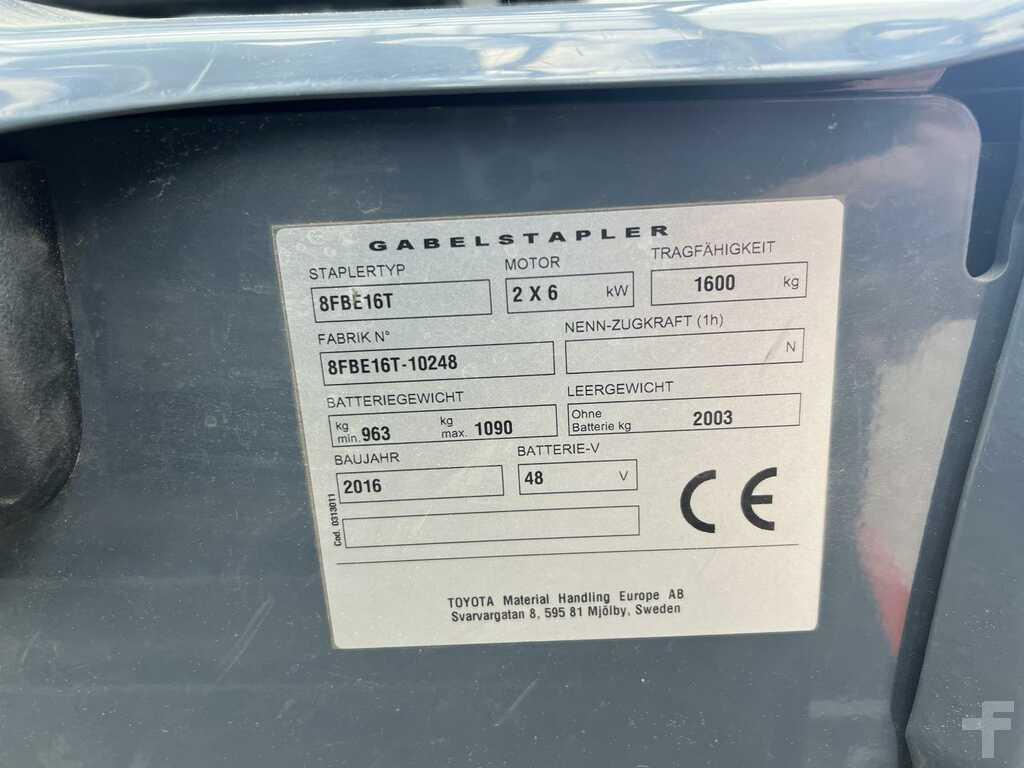 GABELSTAPLER
STAPLERTYP
8FBE16T
MOTOR
2 X 6 kW
TRAGFÄHIGKEIT
1600 kg
FABRIK N°
8FBE16T-10248
NENN-ZUGKRAFT (1h)
N
BATTERIEGEWICHT
kg min. 963 kg max. 1090
LEERGEWICHT
Ohne
Batterie kg 2003
BAUJAHR
2016
BATTERIE-V
48 V
CE
Cod. 0313011
TOYOTA Material Handling Europe AB
Svarvargatan 8, 595 81 Mjölby, Sweden